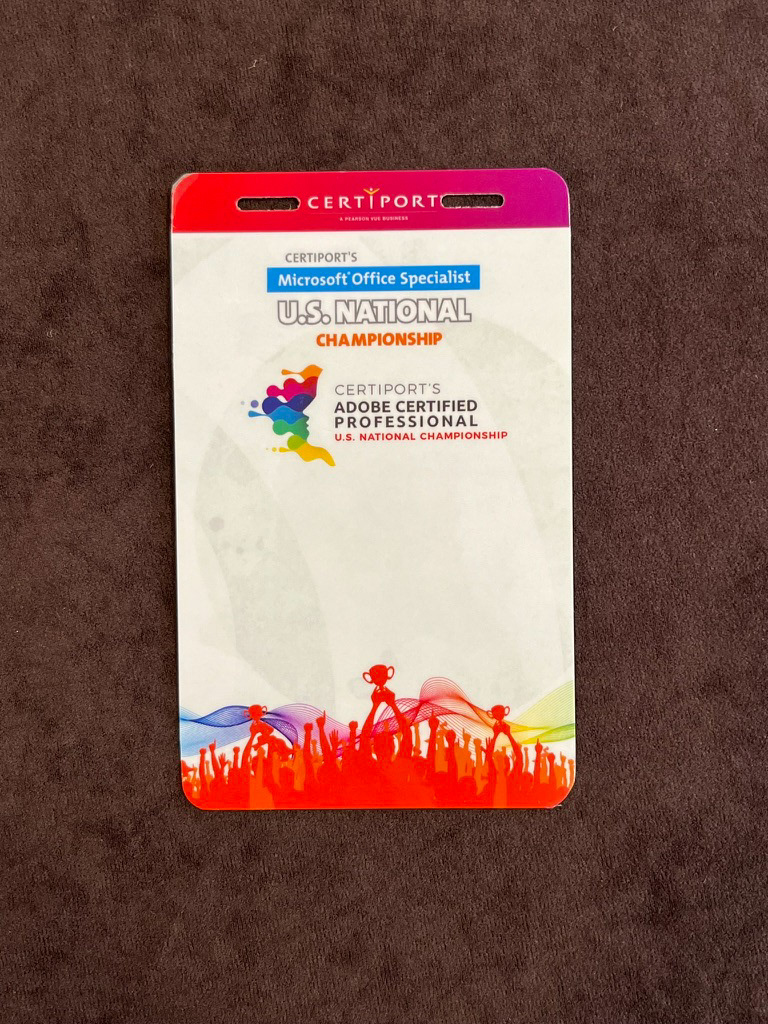 CERTIPORT
A PEARSON VUE BUSINESS
CERTIPORT'S
Microsoft® Office Specialist
U.S. NATIONAL
CHAMPIONSHIP
CERTIPORT'S
ADOBE CERTIFIED
PROFESSIONAL
U.S. NATIONAL CHAMPIONSHIP